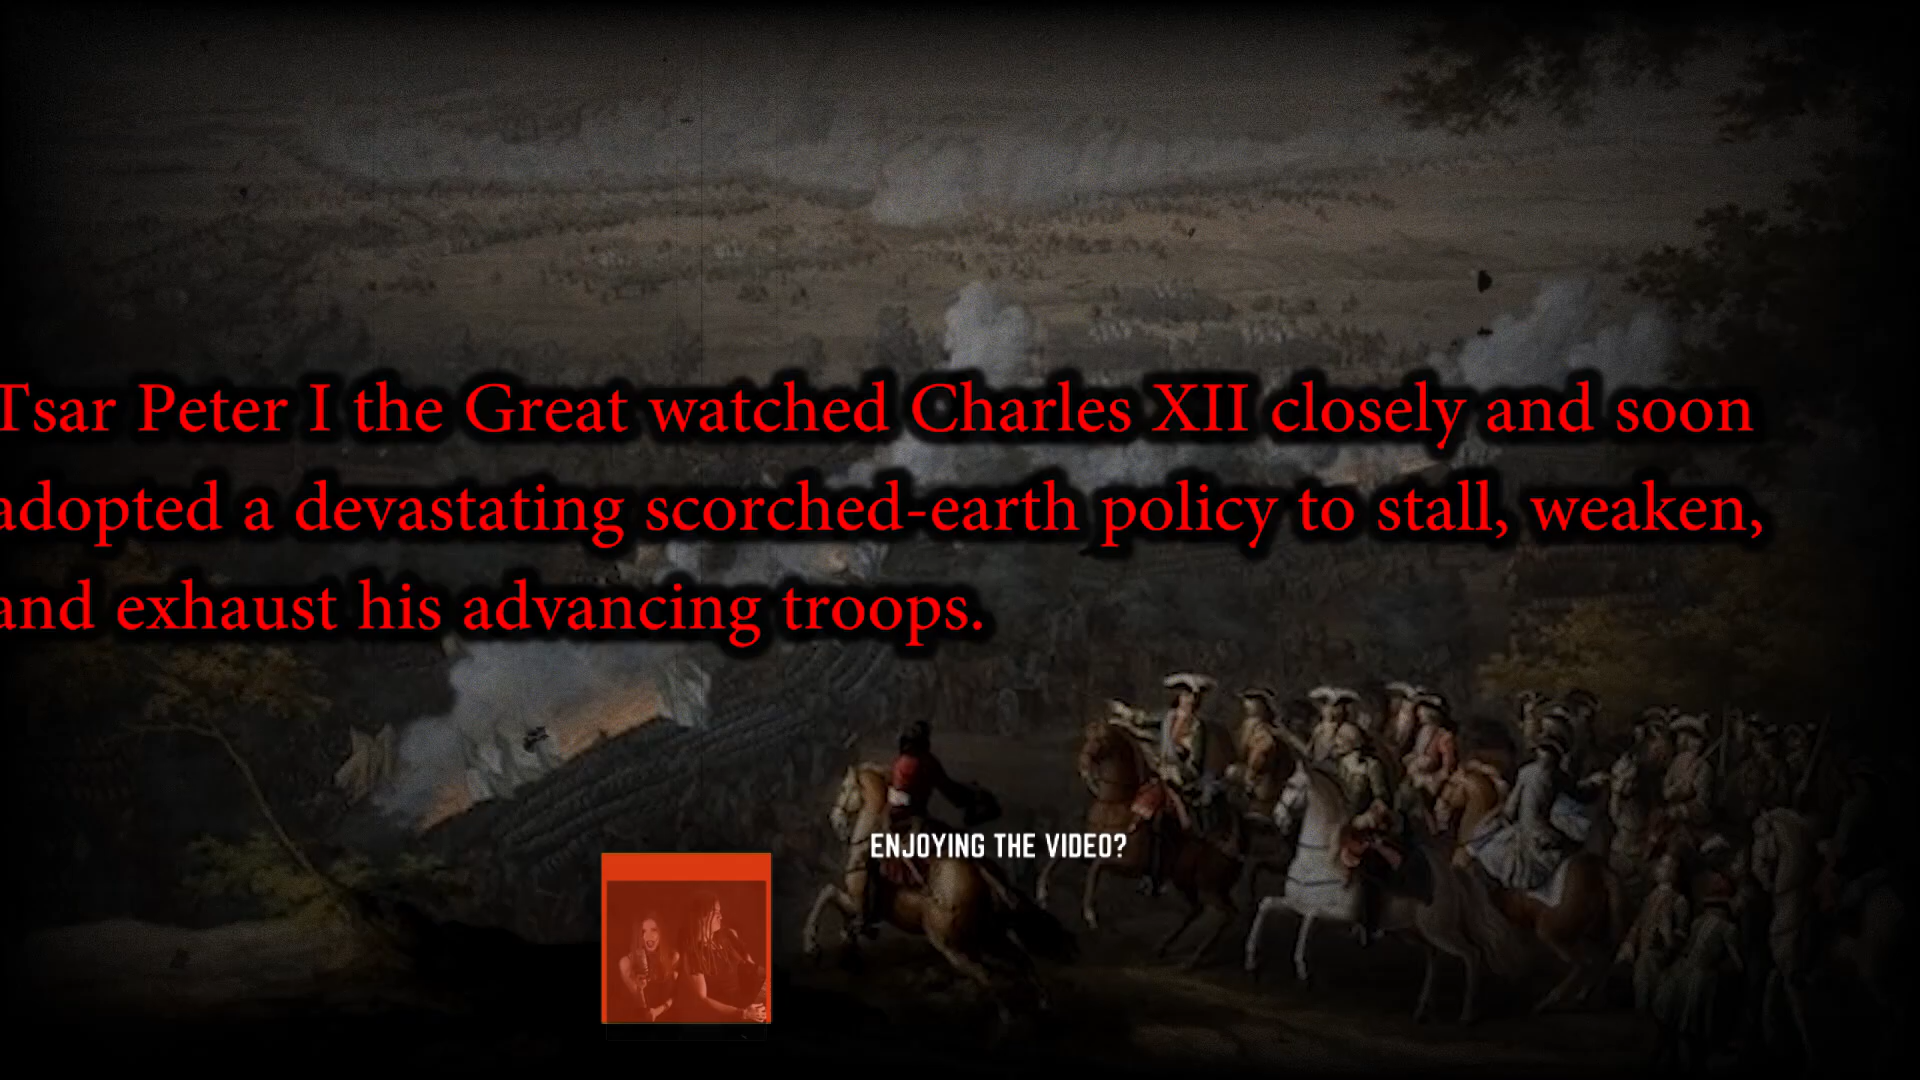 Tsar Peter I the Great watched Charles XII closely and soon
adopted a devastating scorched-earth policy to stall, weaken,
and exhaust his advancing troops.
ENJOYING THE VIDEO?